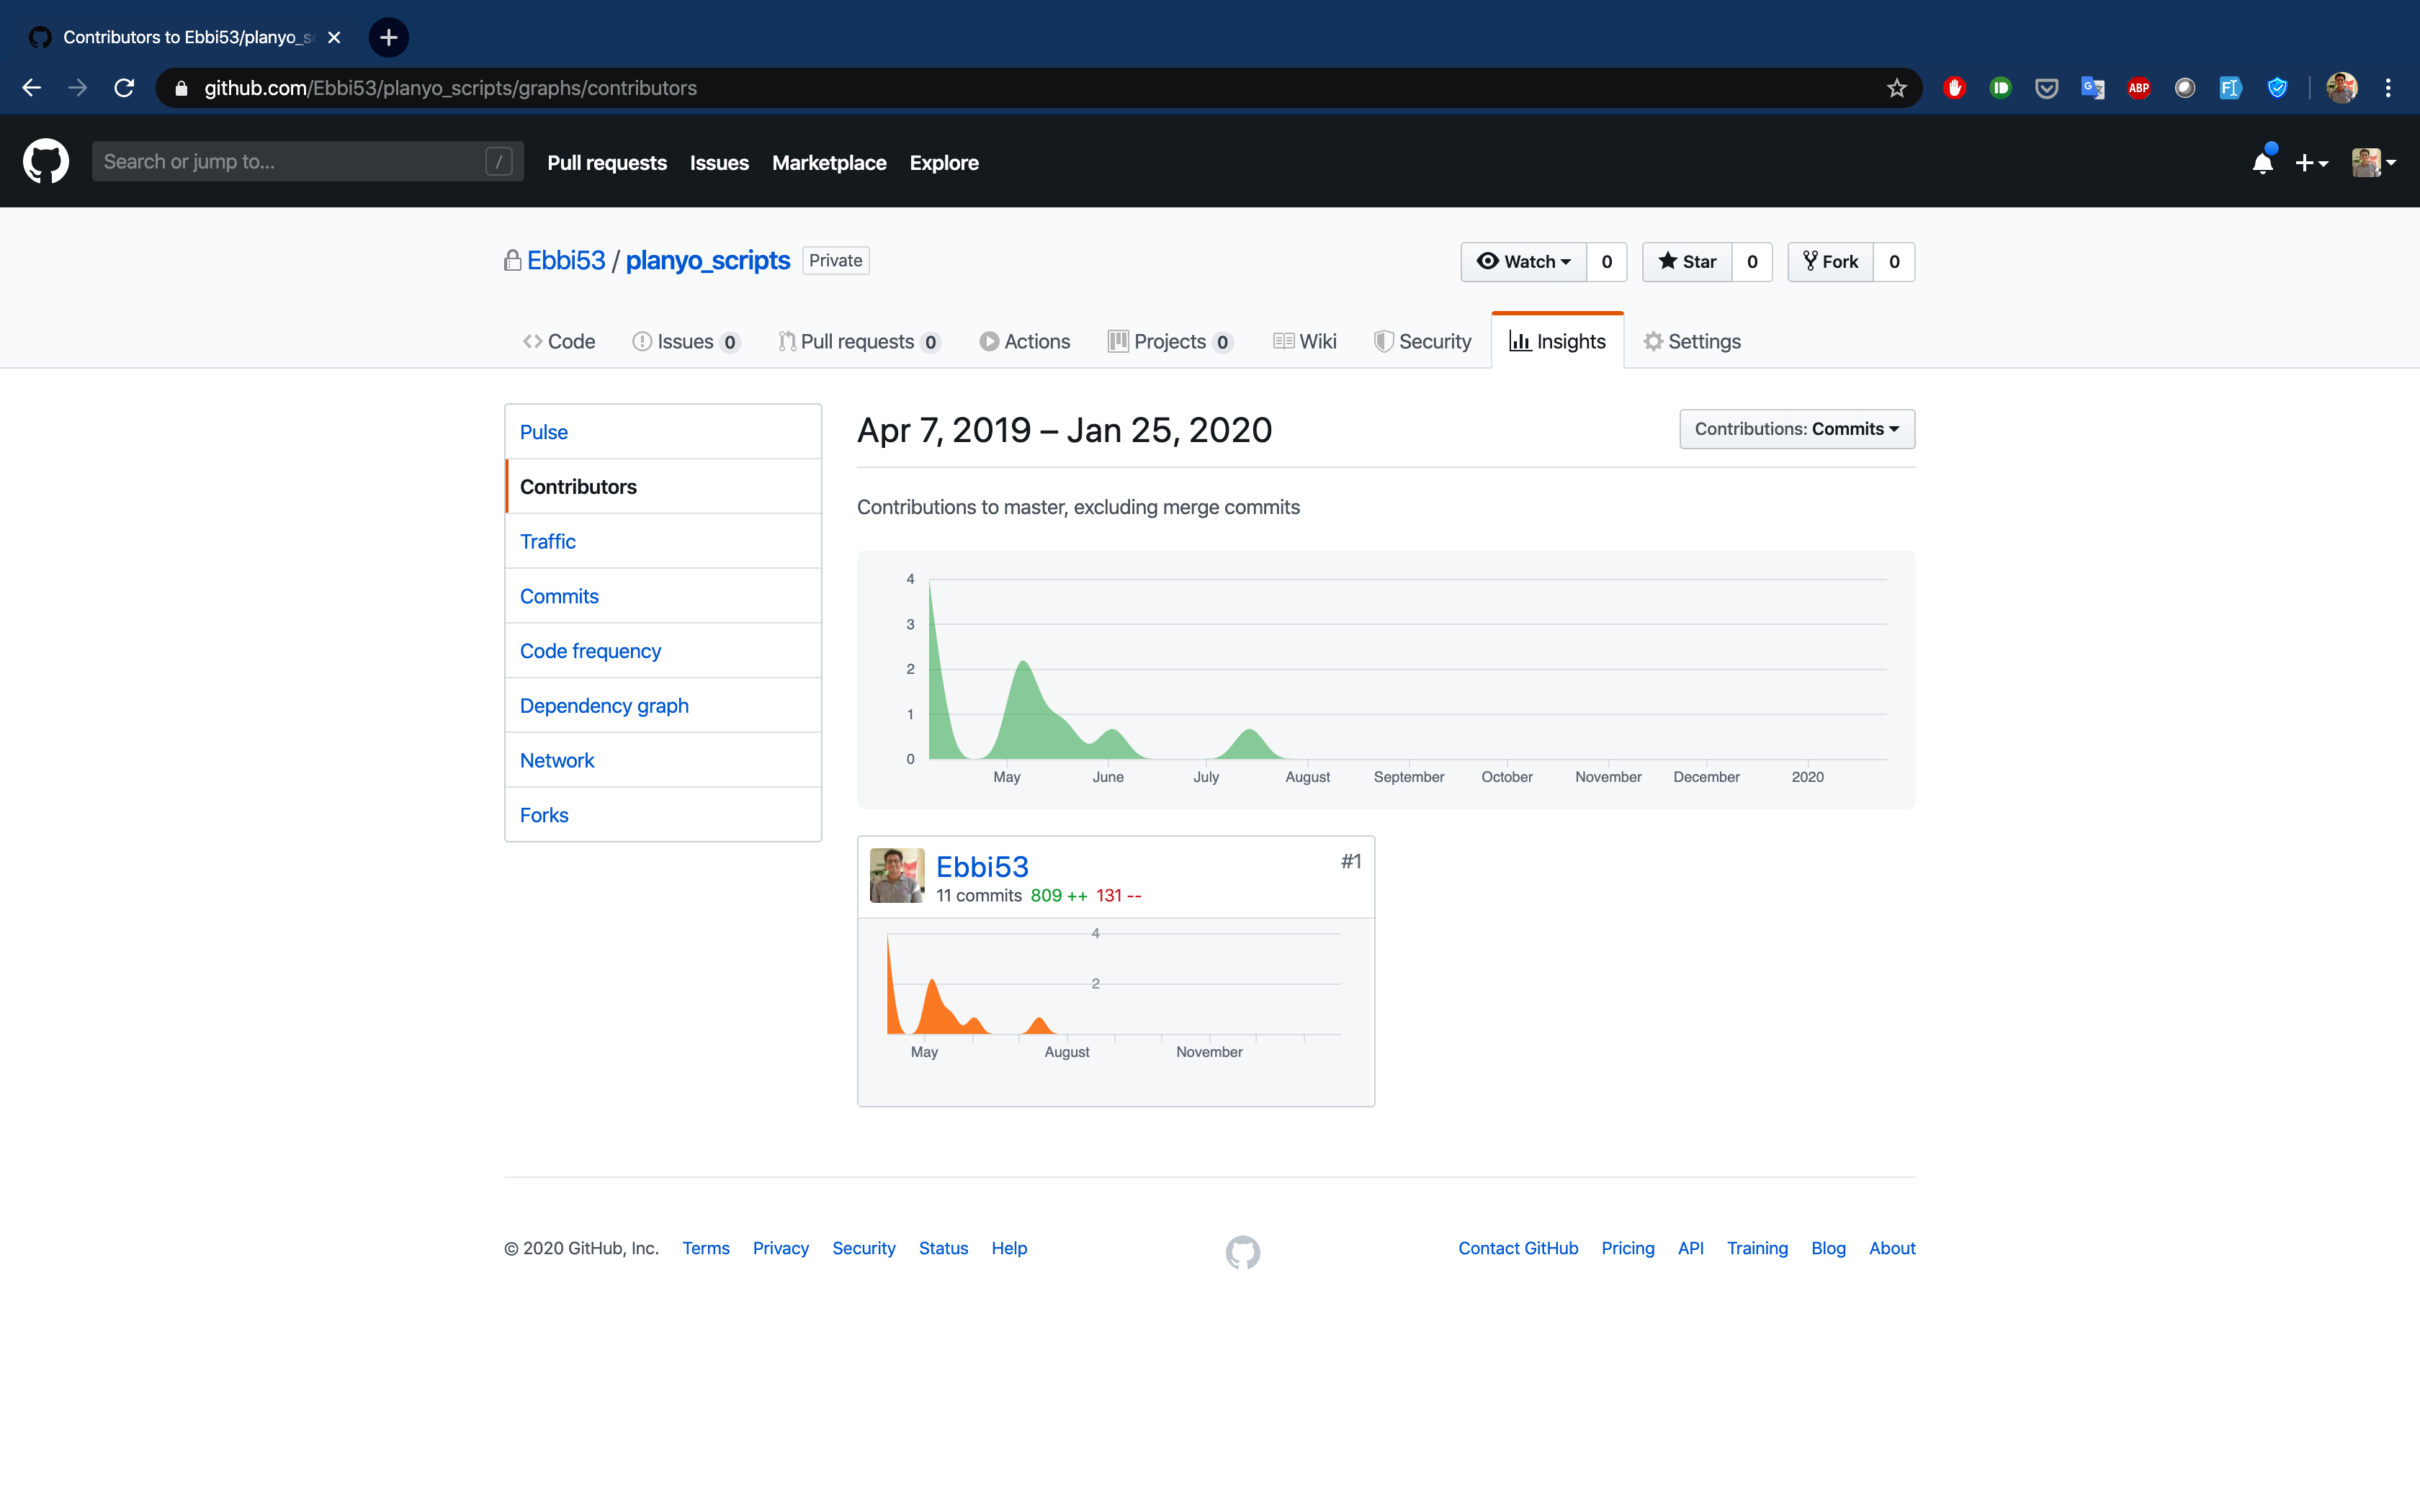 Contributors to Ebbi53/planyo_s
github.com/Ebbi53/planyo_scripts/graphs/contributors
ABP
Search or jump to... /
Pull requests Issues Marketplace Explore
Ebbi53 / planyo_scripts Private
Watch 0 Star 0 Fork 0
Code Issues 0 Pull requests 0 Actions Projects 0 Wiki Security Insights Settings
Pulse
Contributors
Traffic
Commits
Code frequency
Dependency graph
Network
Forks
Apr 7, 2019 – Jan 25, 2020
Contributions: Commits
Contributions to master, excluding merge commits
4
3
2
1
0
May June July August September October November December 2020
Ebbi53 #1
11 commits 809 ++ 131 --
4
2
May August November
© 2020 GitHub, Inc. Terms Privacy Security Status Help
Contact GitHub Pricing API Training Blog About